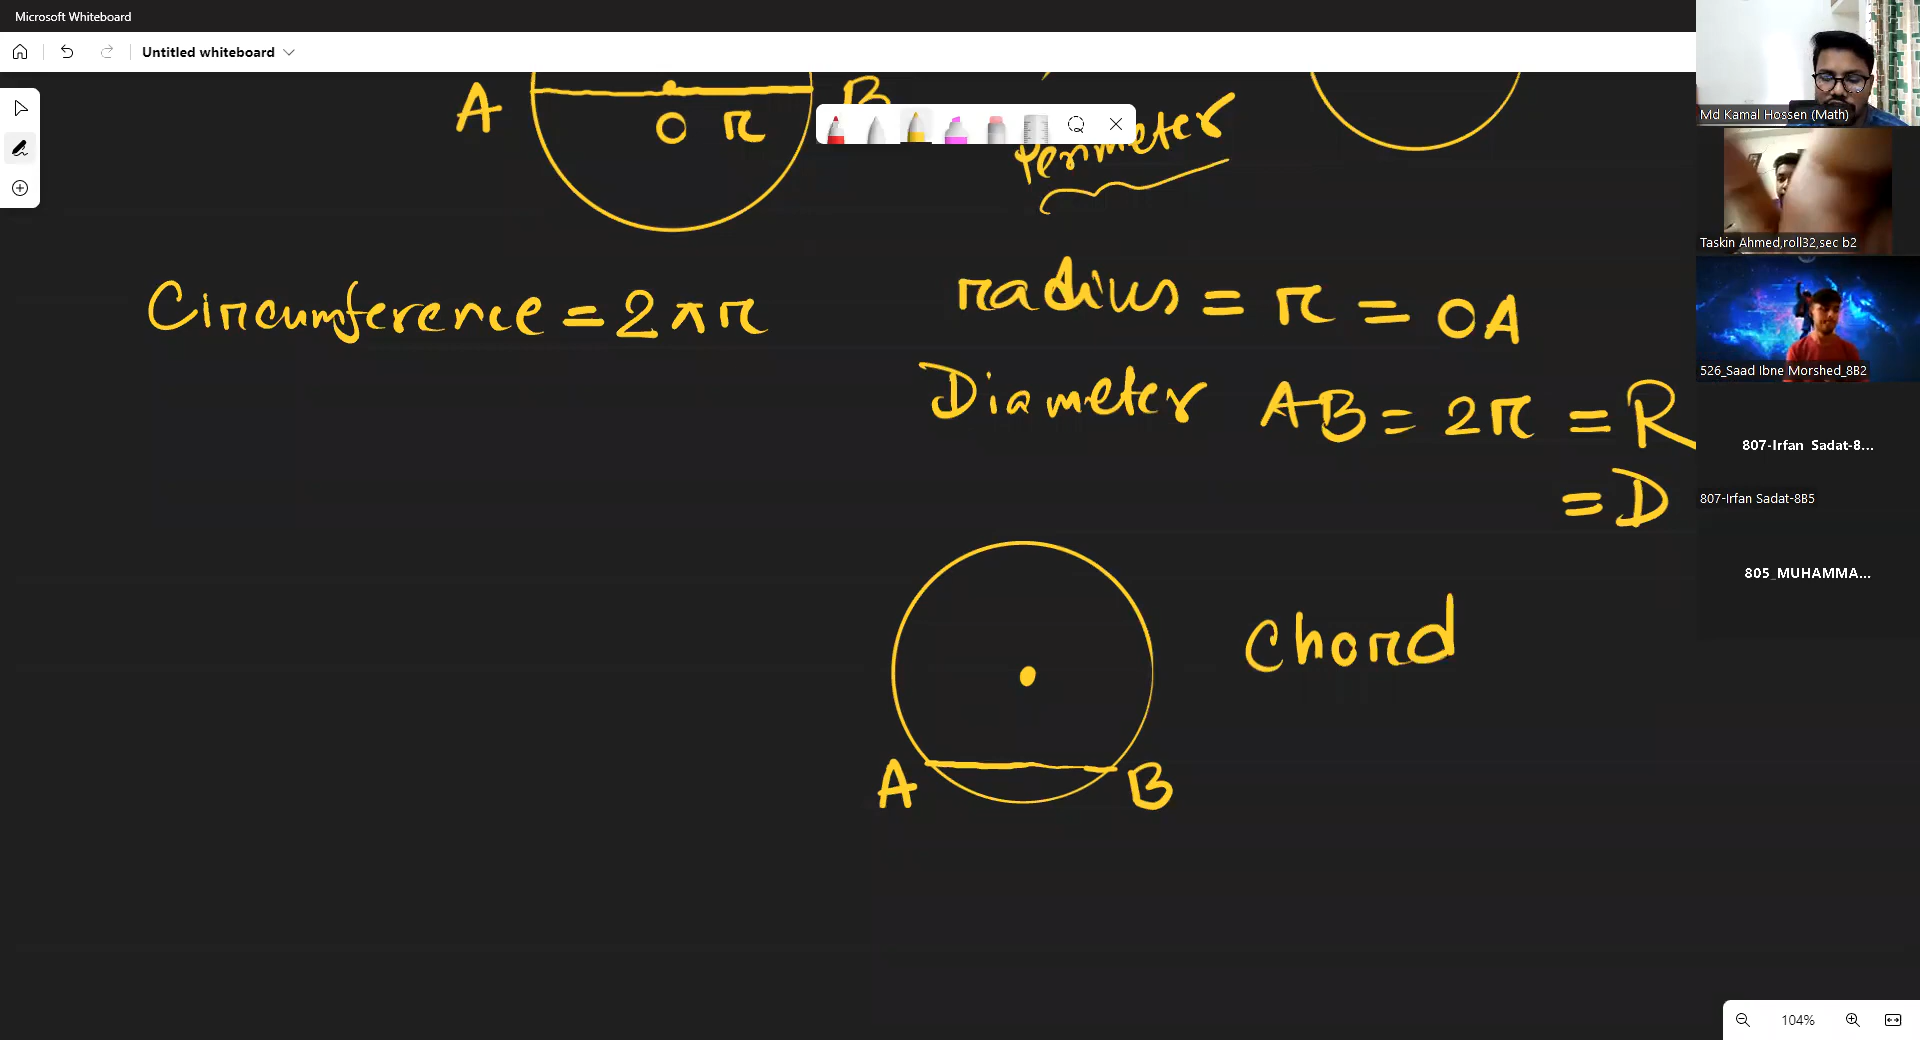 Microsoft Whiteboard
Untitled whiteboard
A
O r
B
Perimeter
Circumference = 2πr
radius = r = OA
Diameter AB = 2r = R
= D
Chord
A
B
Md Kamal Hossen (Math)
Taskin Ahmed,roll32,sec b2
526_Saad Ibne Morshed_8B2
807-Irfan Sadat-8...
807-Irfan Sadat-8B5
805_MUHAMMA...
104%